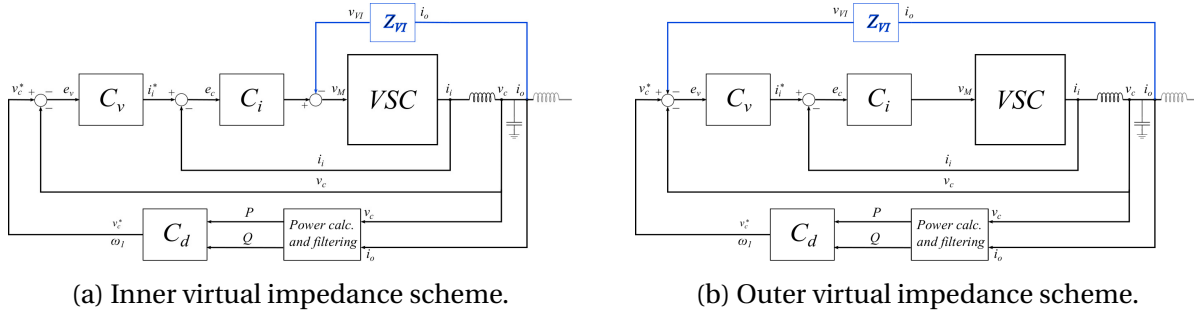 v_VI Z_VI i_o
v_c* + − − e_v C_v i_i* + − e_c C_i + − v_M VSC i_i v_c i_o
i_i
v_c
v_c* ω_1 C_d P Q Power calc. and filtering v_c i_o
(a) Inner virtual impedance scheme.
v_VI Z_VI i_o
v_c* + − − e_v C_v i_i* + − e_c C_i v_M VSC i_i v_c i_o
i_i
v_c
v_c* ω_1 C_d P Q Power calc. and filtering v_c i_o
(b) Outer virtual impedance scheme.